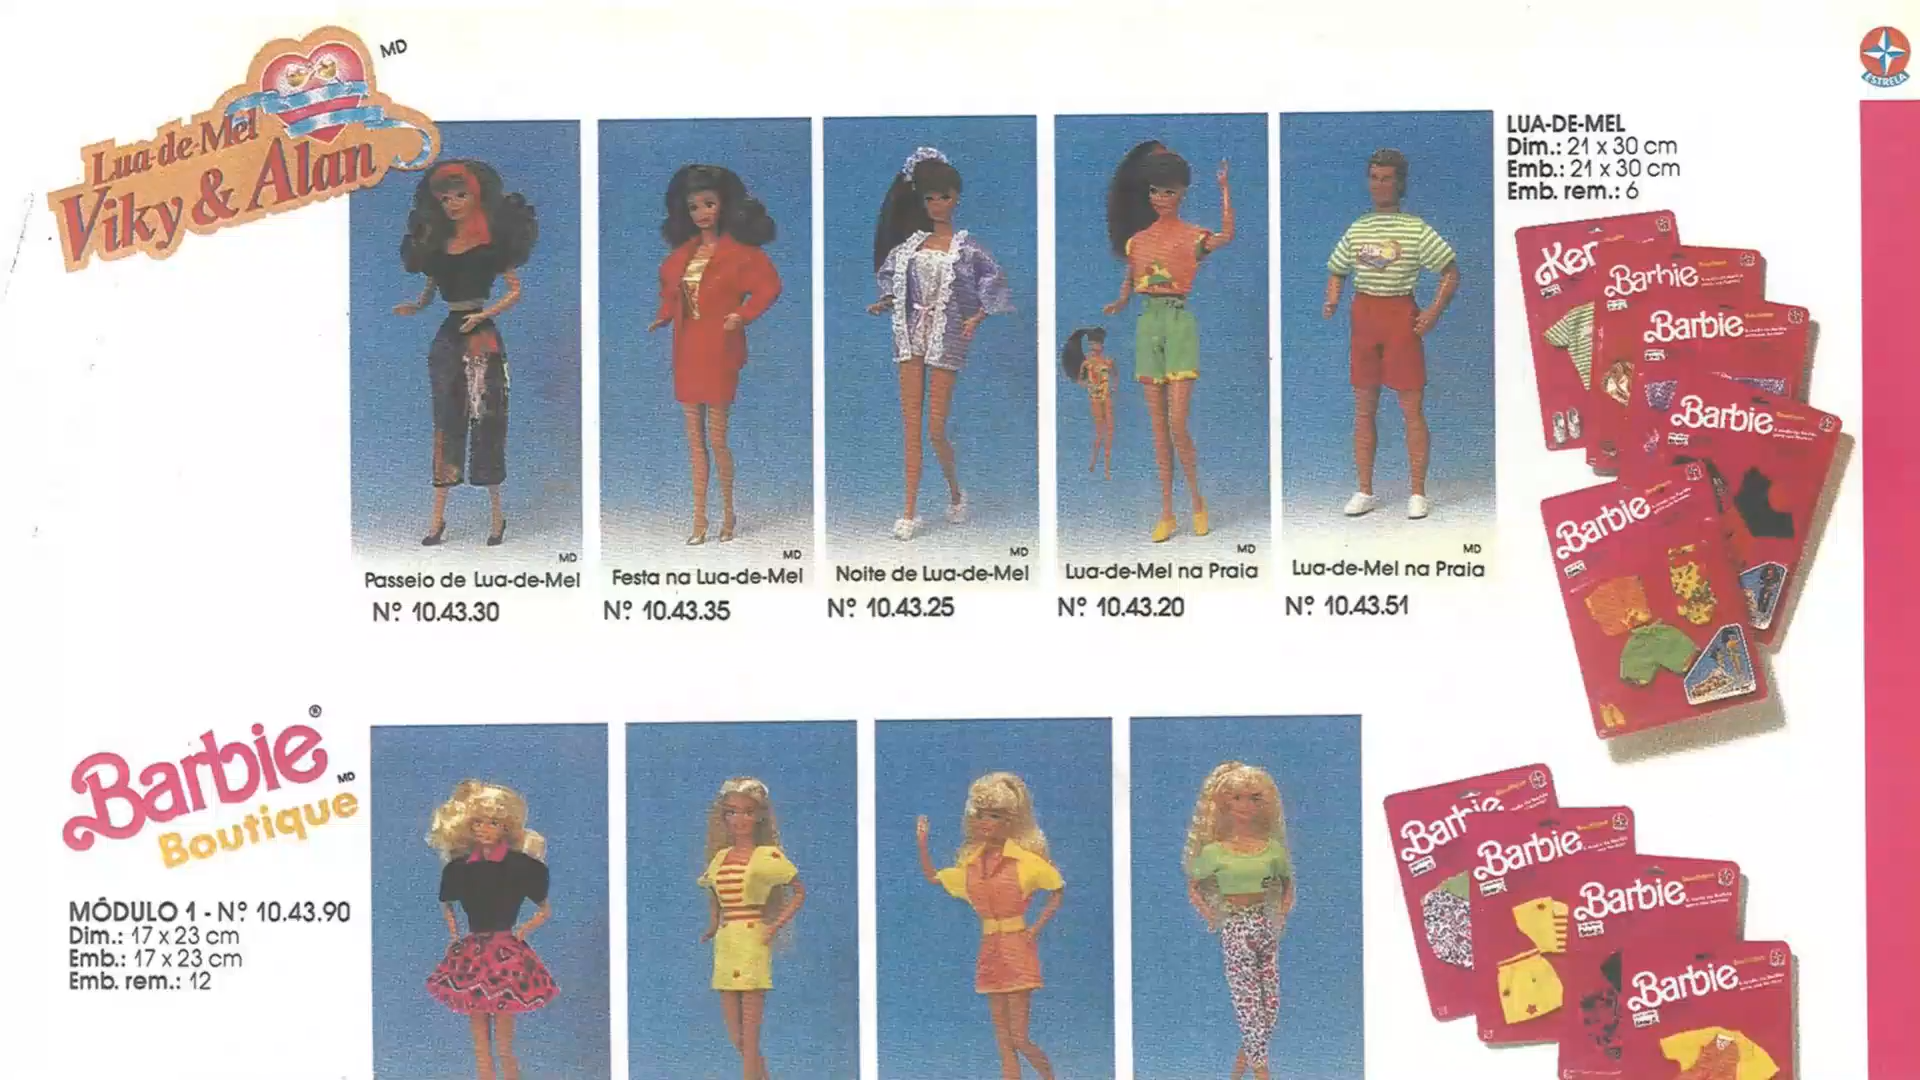 Lua-de-Mel
Viky & Alan
MD
ESTRELA
LUA-DE-MEL
Dim.: 21 x 30 cm
Emb.: 21 x 30 cm
Emb. rem.: 6
MD
Passeio de Lua-de-Mel
Nº 10.43.30
MD
Festa na Lua-de-Mel
Nº 10.43.35
MD
Noite de Lua-de-Mel
Nº 10.43.25
MD
Lua-de-Mel na Praia
Nº 10.43.20
MD
Lua-de-Mel na Praia
Nº 10.43.51
Ken
Barbie
Barbie
Barbie
Barbie
Barbie®
Boutique
MD
MÓDULO 1 - Nº 10.43.90
Dim.: 17 x 23 cm
Emb.: 17 x 23 cm
Emb. rem.: 12
Barbie
Barbie
Barbie
Barbie